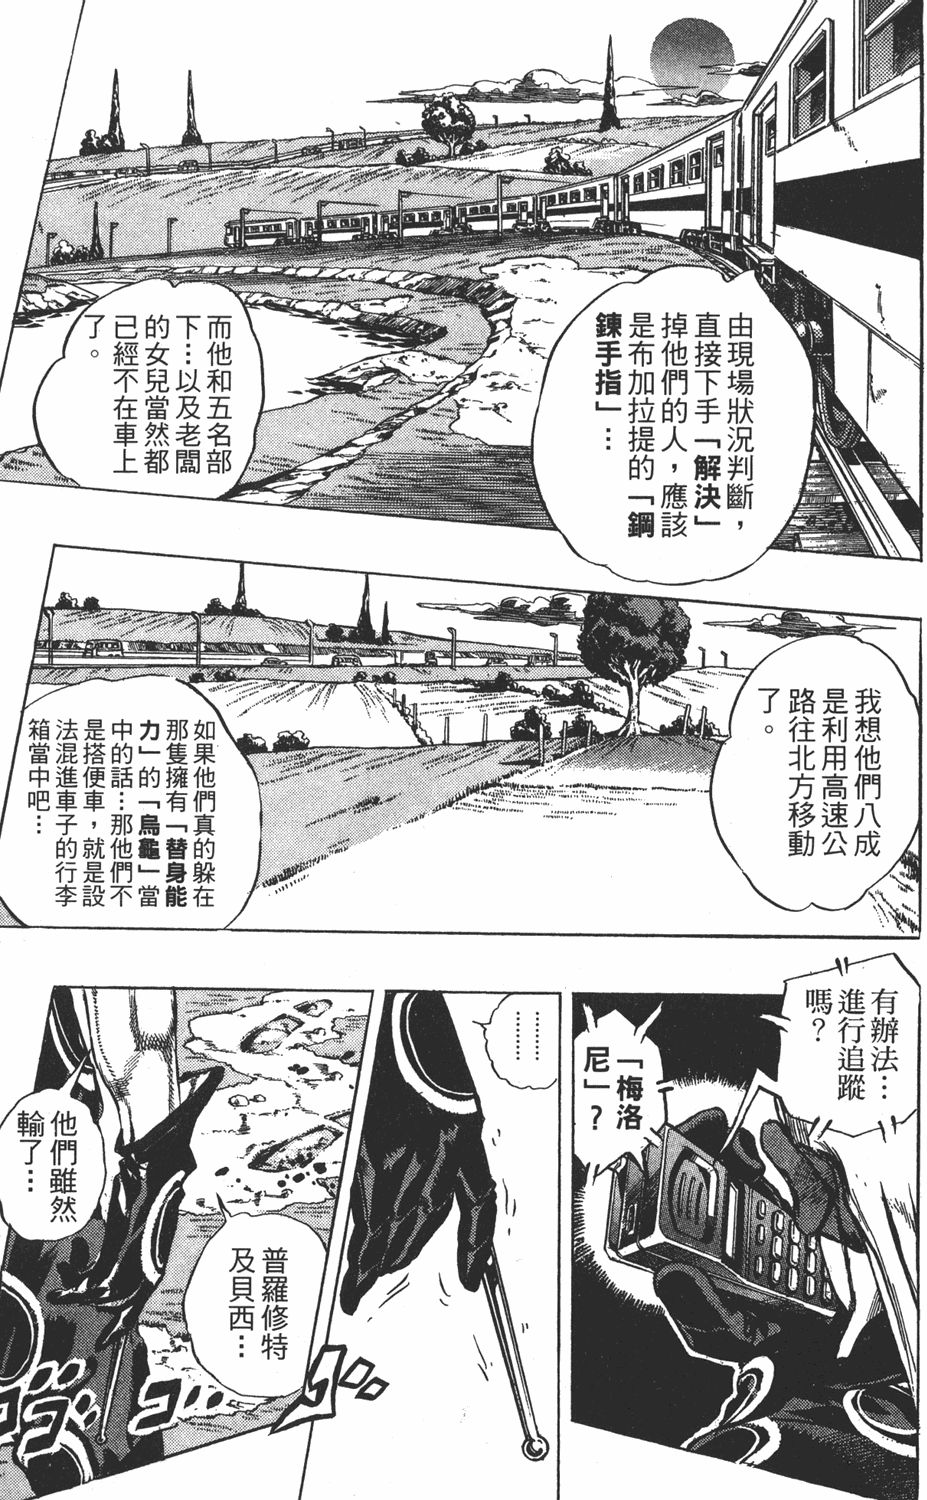 由現場狀況判斷，
直接下手「解決」
掉他們的人，應該
是布加拉提的「鋼
鍊手指」…
而他和五名部
下…以及老闆
的女兒當然都
已經不在車上
了。
我想他們八成
是利用高速公
路往北方移動
了。
如果他們真的躲在
那隻擁有「替身能
力」的「烏龜」當
中的話…那他們不
是搭便車，就是設
法混進車子的行李
箱當中吧…
有辦法…
進行追蹤
嗎？
「梅洛
尼」？
………
……
普羅修特
及貝西…
他們雖然
輸了…
ゴゴ
ゴゴゴ